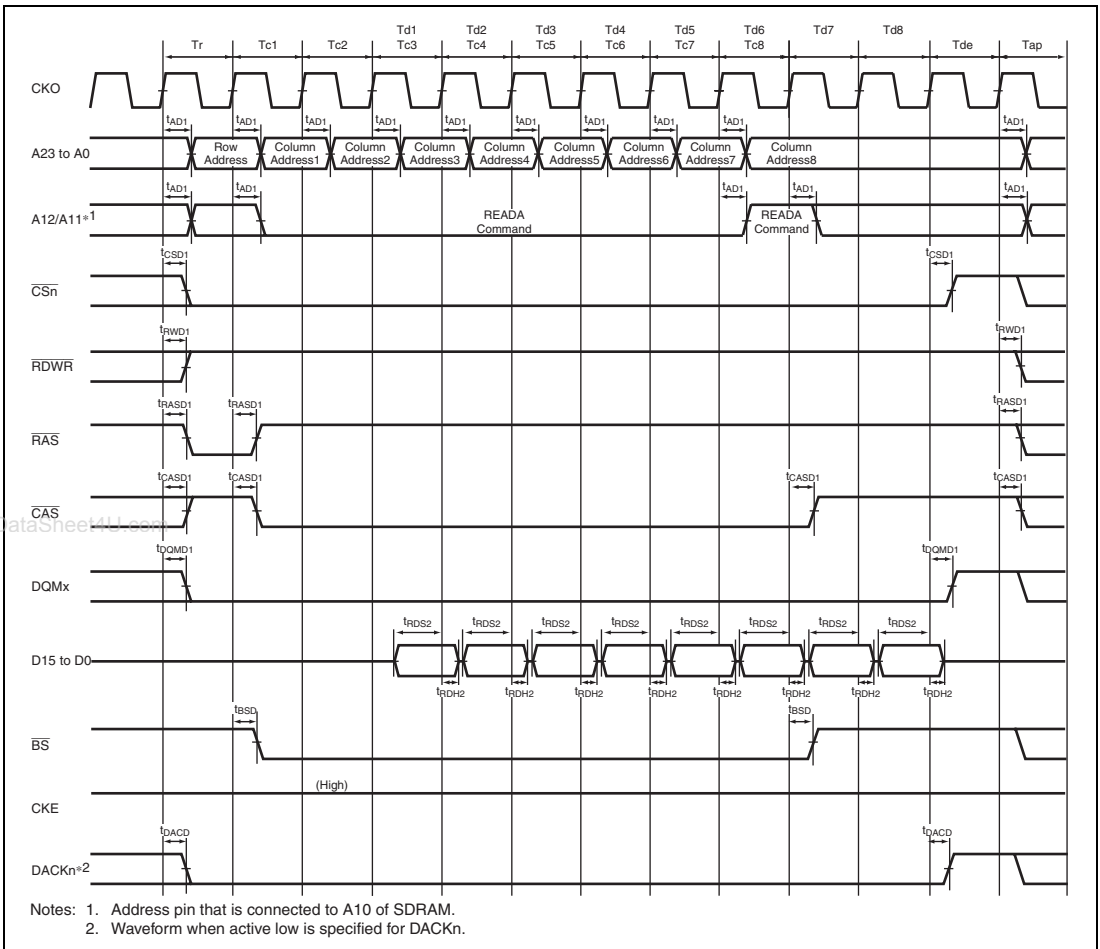 Td1 Td2 Td3 Td4 Td5 Td6 Td7 Td8
Tr Tc1 Tc2 Tc3 Tc4 Tc5 Tc6 Tc7 Tc8 Tde Tap
CKO
tAD1 tAD1 tAD1 tAD1 tAD1 tAD1 tAD1 tAD1 tAD1 tAD1
A23 to A0
Row Address
Column Address1
Column Address2
Column Address3
Column Address4
Column Address5
Column Address6
Column Address7
Column Address8
tAD1 tAD1 tAD1 tAD1 tAD1
A12/A11*1
READA Command
READA Command
tCSD1 tCSD1
CSn
tRWD1 tRWD1
RDWR
tRASD1 tRASD1 tRASD1
RAS
tCASD1 tCASD1 tCASD1 tCASD1
CAS
DataSheet4U.com
tDQMD1 tDQMD1
DQMx
tRDS2 tRDS2 tRDS2 tRDS2 tRDS2 tRDS2 tRDS2 tRDS2
D15 to D0
tRDH2 tRDH2 tRDH2 tRDH2 tRDH2 tRDH2 tRDH2 tRDH2
tBSD tBSD
BS
(High)
CKE
tDACD tDACD
DACKn*2
Notes: 1. Address pin that is connected to A10 of SDRAM.
2. Waveform when active low is specified for DACKn.